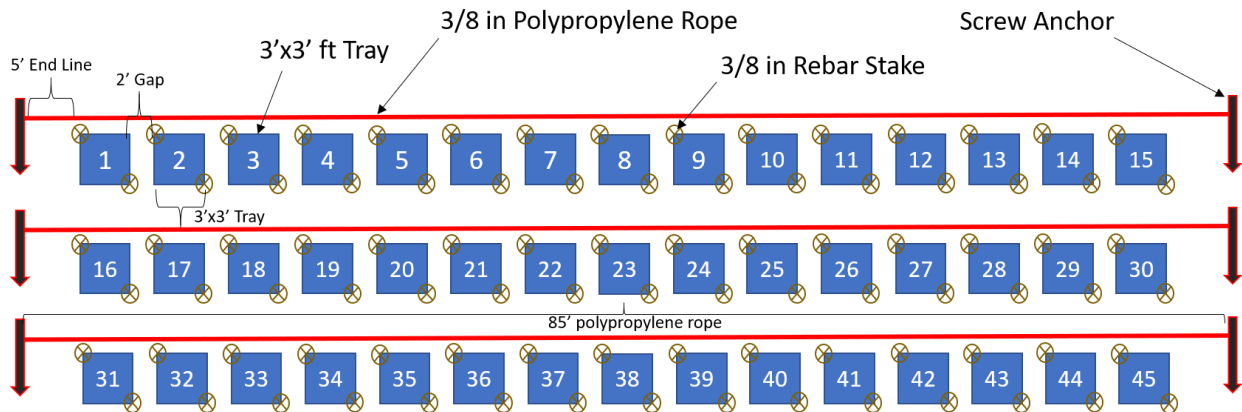 3/8 in Polypropylene Rope
Screw Anchor
3’x3’ ft Tray
5’ End Line
2’ Gap
3/8 in Rebar Stake
1 2 3 4 5 6 7 8 9 10 11 12 13 14 15
3’x3’ Tray
16 17 18 19 20 21 22 23 24 25 26 27 28 29 30
85’ polypropylene rope
31 32 33 34 35 36 37 38 39 40 41 42 43 44 45